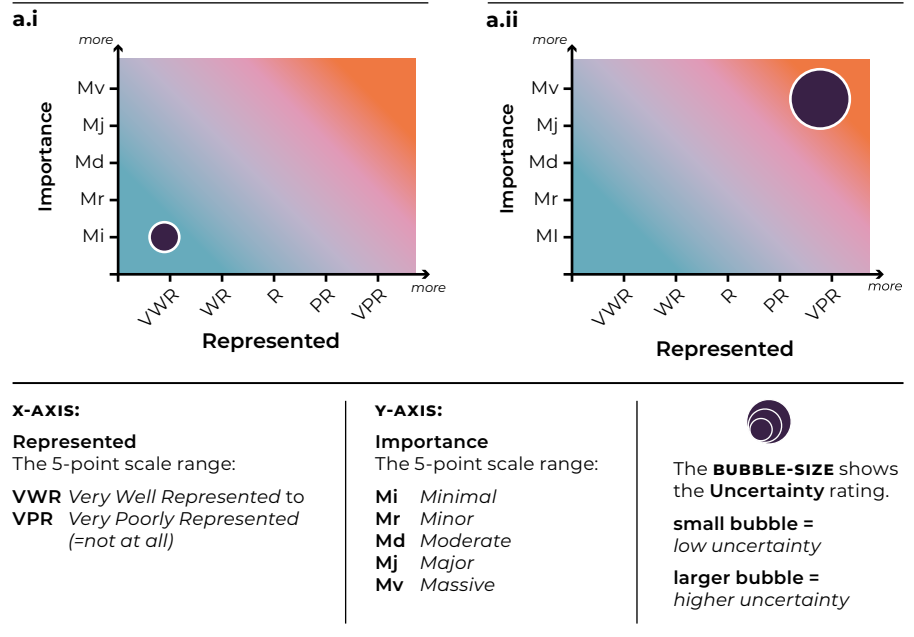 a.i
more
Importance
Mv
Mj
Md
Mr
Mi
VWR
WR
R
PR
VPR
more
Represented
a.ii
more
Importance
Mv
Mj
Md
Mr
MI
VWR
WR
R
PR
VPR
more
Represented
X-AXIS:
Represented
The 5-point scale range:
VWR Very Well Represented to
VPR Very Poorly Represented
(=not at all)
Y-AXIS:
Importance
The 5-point scale range:
Mi Minimal
Mr Minor
Md Moderate
Mj Major
Mv Massive
The BUBBLE-SIZE shows
the Uncertainty rating.
small bubble =
low uncertainty
larger bubble =
higher uncertainty